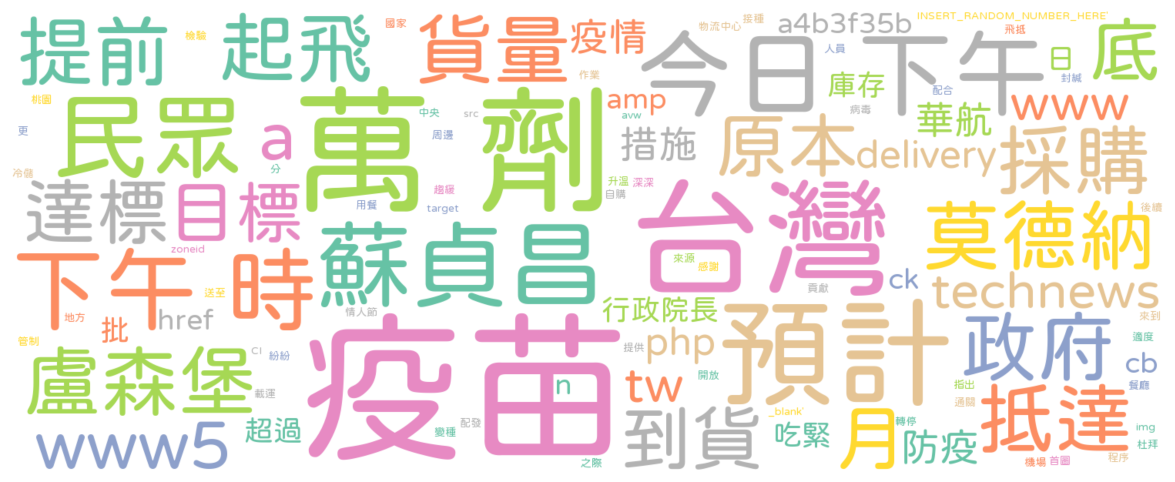 提前
檢驗
起飛
國家
貨量
疫情
作業
物流中心
接種
a4b3f35b
INSERT_RANDOM_NUMBER_HERE'
飛抵
今日下午
人員
日
封緘
底
桃園
更
民眾
a
分
萬劑
中央
周邊
src
amp
avw
措施
庫存
病毒
配合
華航
www
原本
delivery
採購
冷儲
達標
目標
zoneid
用餐
趨緩
target
升溫
深深
自購
台灣
莫德納
後續
下午
時
送至
地方
批
href
蘇貞昌
情人節
來源
感謝
貢獻
ck
technews
行政院長
管制
盧森堡
CI
紛紛
載運
疫苗
n
提供
php
tw
開放
預計
政府
來到
濃度
cb
餐廳
指出
通關
www5
超過
變種
配發
之際
到貨
_blank'
吃緊
月
轉停
防疫
抵達
機場
首圖
程序
img
杜拜